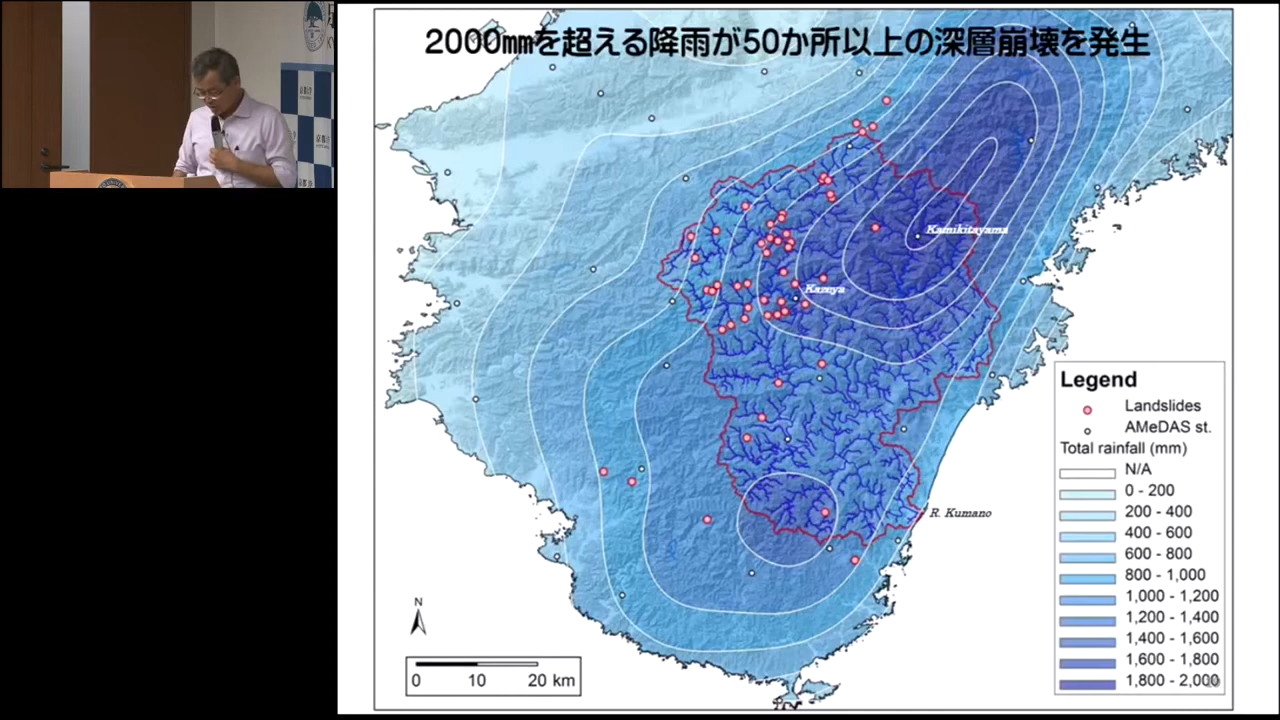 2000㎜を超える降雨が50か所以上の深層崩壊を発生
Kamikitayama
Kazeya
R. Kumano
Legend
Landslides
AMeDAS st.
Total rainfall (mm)
N/A
0 - 200
200 - 400
400 - 600
600 - 800
800 - 1,000
1,000 - 1,200
1,200 - 1,400
1,400 - 1,600
1,600 - 1,800
1,800 - 2,000
N
0 10 20 km